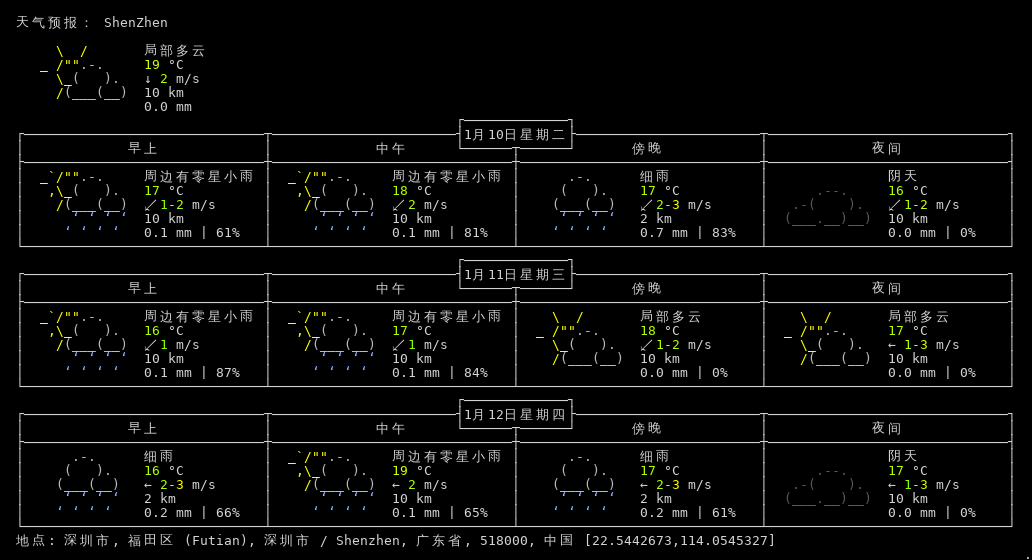 天气预报： ShenZhen
局部多云
19 °C
↓ 2 m/s
10 km
0.0 mm
1月10日星期二
早上 中午 傍晚 夜间
周边有零星小雨 周边有零星小雨 细雨 阴天
17 °C 18 °C 17 °C 16 °C
↙ 1-2 m/s ↙ 2 m/s ↙ 2-3 m/s ↙ 1-2 m/s
10 km 10 km 2 km 10 km
0.1 mm | 61% 0.1 mm | 81% 0.7 mm | 83% 0.0 mm | 0%
1月11日星期三
早上 中午 傍晚 夜间
周边有零星小雨 周边有零星小雨 局部多云 局部多云
16 °C 17 °C 18 °C 17 °C
↙ 1 m/s ↙ 1 m/s ↙ 1-2 m/s ← 1-3 m/s
10 km 10 km 10 km 10 km
0.1 mm | 87% 0.1 mm | 84% 0.0 mm | 0% 0.0 mm | 0%
1月12日星期四
早上 中午 傍晚 夜间
细雨 周边有零星小雨 细雨 阴天
16 °C 19 °C 17 °C 17 °C
← 2-3 m/s ← 2 m/s ← 2-3 m/s ← 1-3 m/s
2 km 10 km 2 km 10 km
0.2 mm | 66% 0.1 mm | 65% 0.2 mm | 61% 0.0 mm | 0%
地点: 深圳市, 福田区 (Futian), 深圳市 / Shenzhen, 广东省, 518000, 中国 [22.5442673,114.0545327]